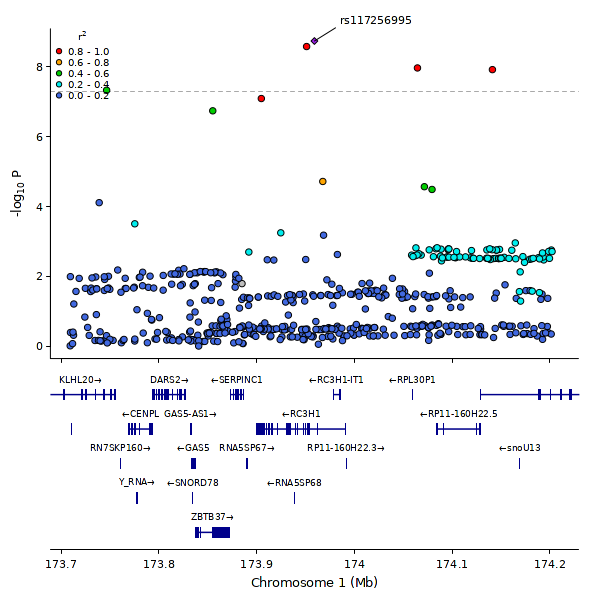 rs117256995
r²
0.8 - 1.0
0.6 - 0.8
0.4 - 0.6
0.2 - 0.4
0.0 - 0.2
8
6
4
2
0
-log10 P
KLHL20→ DARS2→ ←SERPINC1 ←RC3H1-IT1 ←RPL30P1
←CENPL GAS5-AS1→ ←RC3H1 ←RP11-160H22.5
RN7SKP160→ ←GAS5 RNA5SP67→ RP11-160H22.3→ ←snoU13
Y_RNA→ ←SNORD78 ←RNA5SP68
ZBTB37→
173.7 173.8 173.9 174 174.1 174.2
Chromosome 1 (Mb)